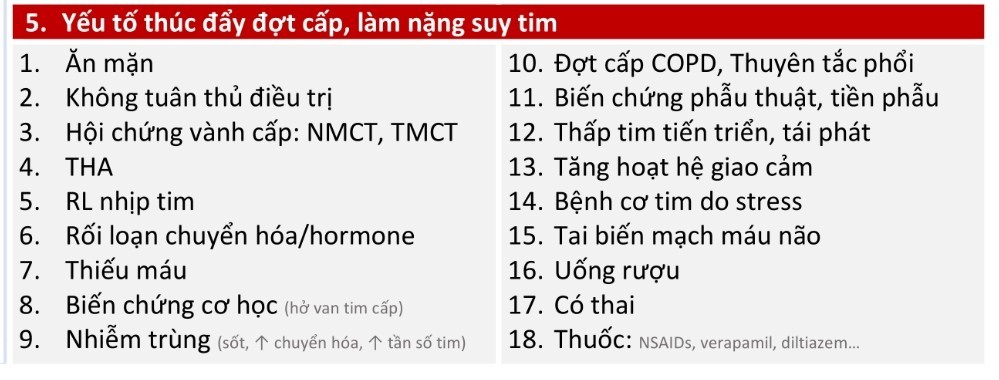 5. Yếu tố thúc đẩy đợt cấp, làm nặng suy tim
1. Ăn mặn
2. Không tuân thủ điều trị
3. Hội chứng vành cấp: NMCT, TMCT
4. THA
5. RL nhịp tim
6. Rối loạn chuyển hóa/hormone
7. Thiếu máu
8. Biến chứng cơ học (hở van tim cấp)
9. Nhiễm trùng (sốt, ↑ chuyển hóa, ↑ tần số tim)
10. Đợt cấp COPD, Thuyên tắc phổi
11. Biến chứng phẫu thuật, tiền phẫu
12. Thấp tim tiến triển, tái phát
13. Tăng hoạt hệ giao cảm
14. Bệnh cơ tim do stress
15. Tai biến mạch máu não
16. Uống rượu
17. Có thai
18. Thuốc: NSAIDs, verapamil, diltiazem...